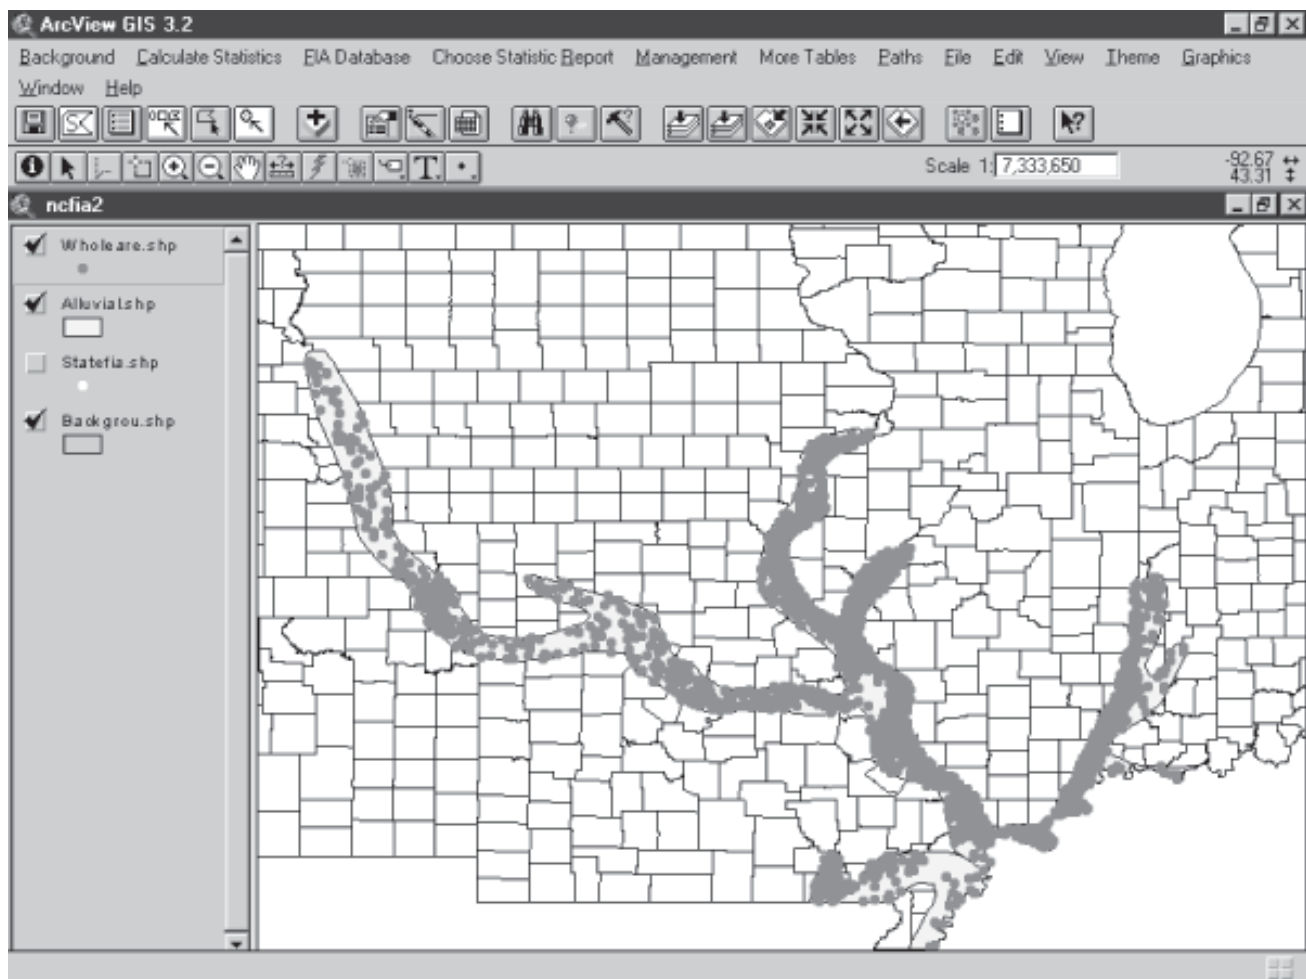 ArcView GIS 3.2
Background Calculate Statistics FIA Database Choose Statistic Report Management More Tables Paths File Edit View Theme Graphics
Window Help
Scale 1: 7,333,650
-92.67
43.31
ncfia2
Wholeare.shp
Alluvial.shp
Statefia.shp
Backgrou.shp